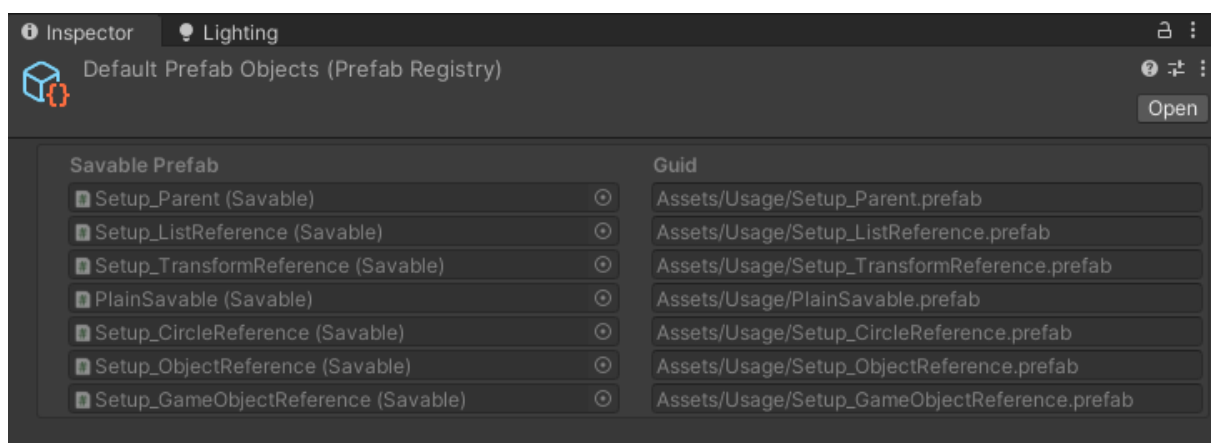 Inspector Lighting
Default Prefab Objects (Prefab Registry)
Open
Savable Prefab Guid
Setup_Parent (Savable) Assets/Usage/Setup_Parent.prefab
Setup_ListReference (Savable) Assets/Usage/Setup_ListReference.prefab
Setup_TransformReference (Savable) Assets/Usage/Setup_TransformReference.prefab
PlainSavable (Savable) Assets/Usage/PlainSavable.prefab
Setup_CircleReference (Savable) Assets/Usage/Setup_CircleReference.prefab
Setup_ObjectReference (Savable) Assets/Usage/Setup_ObjectReference.prefab
Setup_GameObjectReference (Savable) Assets/Usage/Setup_GameObjectReference.prefab